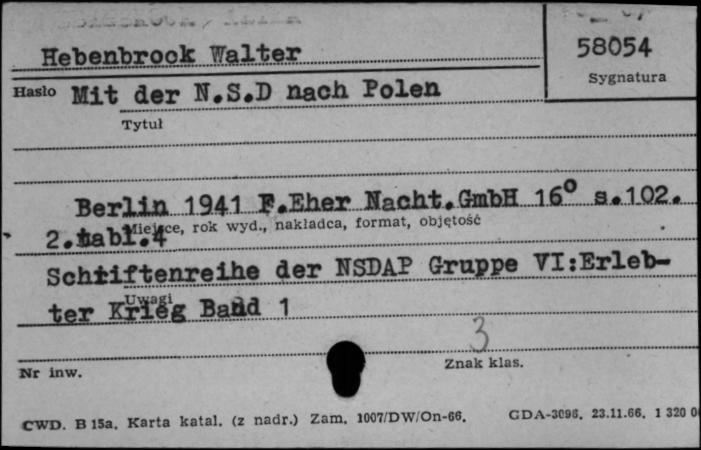 Hebenbrock Walter
58054
Sygnatura
Hasło Mit der N.S.D nach Polen
Tytuł
Berlin 1941 F.Eher Nacht.GmbH 16° s.102.
Miejsce, rok wyd., nakładca, format, objętość
2.tabl.4
Schriftenreihe der NSDAP Gruppe VI:Erleb-
Uwagi
ter Krieg Band 1
3
Nr inw.
Znak klas.
CWD. B 15a. Karta katal. (z nadr.) Zam. 1007/DW/On-66. GDA-3096. 23.11.66. 1 320 0